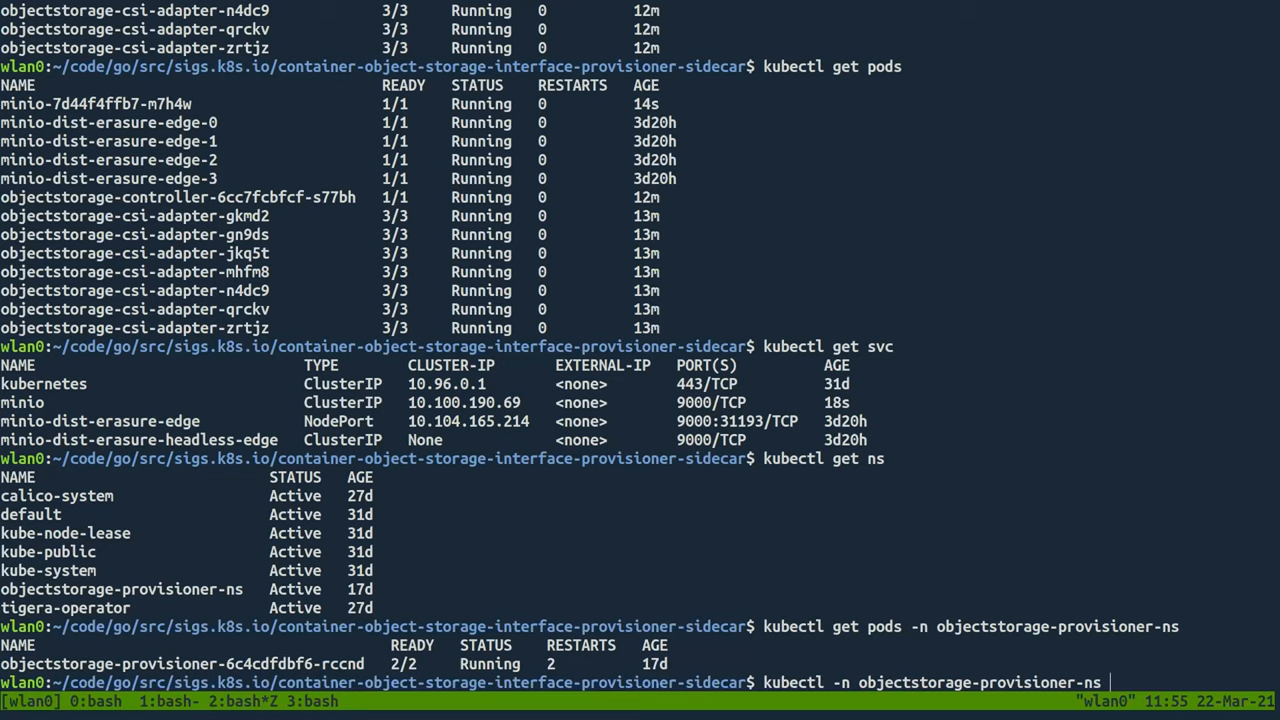 objectstorage-csi-adapter-n4dc9 3/3 Running 0 12m
objectstorage-csi-adapter-qrckv 3/3 Running 0 12m
objectstorage-csi-adapter-zrtjz 3/3 Running 0 12m
wlan0:~/code/go/src/sigs.k8s.io/container-object-storage-interface-provisioner-sidecar$ kubectl get pods
NAME READY STATUS RESTARTS AGE
minio-7d44f4ffb7-m7h4w 1/1 Running 0 14s
minio-dist-erasure-edge-0 1/1 Running 0 3d20h
minio-dist-erasure-edge-1 1/1 Running 0 3d20h
minio-dist-erasure-edge-2 1/1 Running 0 3d20h
minio-dist-erasure-edge-3 1/1 Running 0 3d20h
objectstorage-controller-6cc7fcbfcf-s77bh 1/1 Running 0 12m
objectstorage-csi-adapter-gkmd2 3/3 Running 0 13m
objectstorage-csi-adapter-gn9ds 3/3 Running 0 13m
objectstorage-csi-adapter-jkq5t 3/3 Running 0 13m
objectstorage-csi-adapter-mhfm8 3/3 Running 0 13m
objectstorage-csi-adapter-n4dc9 3/3 Running 0 13m
objectstorage-csi-adapter-qrckv 3/3 Running 0 13m
objectstorage-csi-adapter-zrtjz 3/3 Running 0 13m
wlan0:~/code/go/src/sigs.k8s.io/container-object-storage-interface-provisioner-sidecar$ kubectl get svc
NAME TYPE CLUSTER-IP EXTERNAL-IP PORT(S) AGE
kubernetes ClusterIP 10.96.0.1 <none> 443/TCP 31d
minio ClusterIP 10.100.190.69 <none> 9000/TCP 18s
minio-dist-erasure-edge NodePort 10.104.165.214 <none> 9000:31193/TCP 3d20h
minio-dist-erasure-headless-edge ClusterIP None <none> 9000/TCP 3d20h
wlan0:~/code/go/src/sigs.k8s.io/container-object-storage-interface-provisioner-sidecar$ kubectl get ns
NAME STATUS AGE
calico-system Active 27d
default Active 31d
kube-node-lease Active 31d
kube-public Active 31d
kube-system Active 31d
objectstorage-provisioner-ns Active 17d
tigera-operator Active 27d
wlan0:~/code/go/src/sigs.k8s.io/container-object-storage-interface-provisioner-sidecar$ kubectl get pods -n objectstorage-provisioner-ns
NAME READY STATUS RESTARTS AGE
objectstorage-provisioner-6c4cdfdbf6-rccnd 2/2 Running 2 17d
wlan0:~/code/go/src/sigs.k8s.io/container-object-storage-interface-provisioner-sidecar$ kubectl -n objectstorage-provisioner-ns
[wlan0] 0:bash 1:bash- 2:bash*Z 3:bash "wlan0" 11:55 22-Mar-21